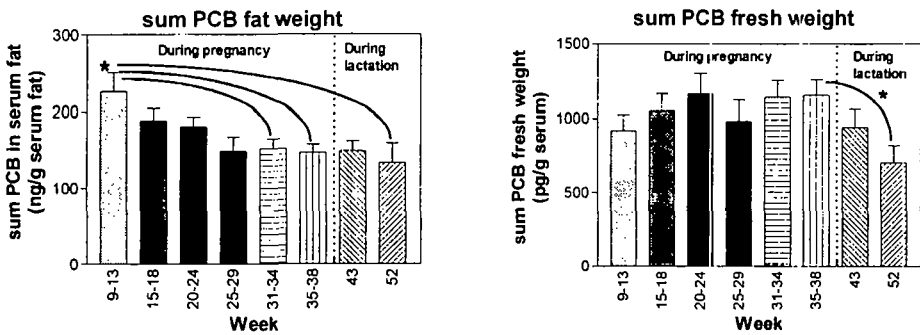 sum PCB fat weight
300
200
100
0
sum PCB in serum fat
(ng/g serum fat)
During pregnancy
During
lactation
*
9-13
15-18
20-24
25-29
31-34
35-38
43
52
Week
sum PCB fresh weight
1500
1000
500
0
sum PCB fresh weight
(pg/g serum)
During pregnancy
During
lactation
*
9-13
15-18
20-24
25-29
31-34
35-38
43
52
Week